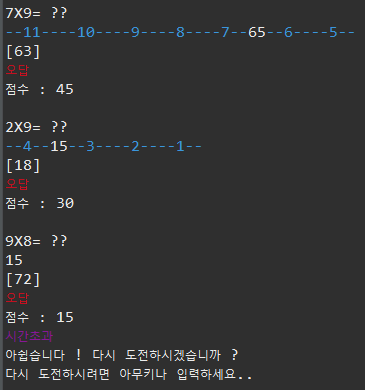 7X9= ??
--11----10----9----8----7--65--6----5--
[63]
오답
점수 : 45
2X9= ??
--4--15--3----2----1--
[18]
오답
점수 : 30
9X8= ??
15
[72]
오답
점수 : 15
시간초과
아쉽습니다 ! 다시 도전하시겠습니까 ?
다시 도전하시려면 아무키나 입력하세요..